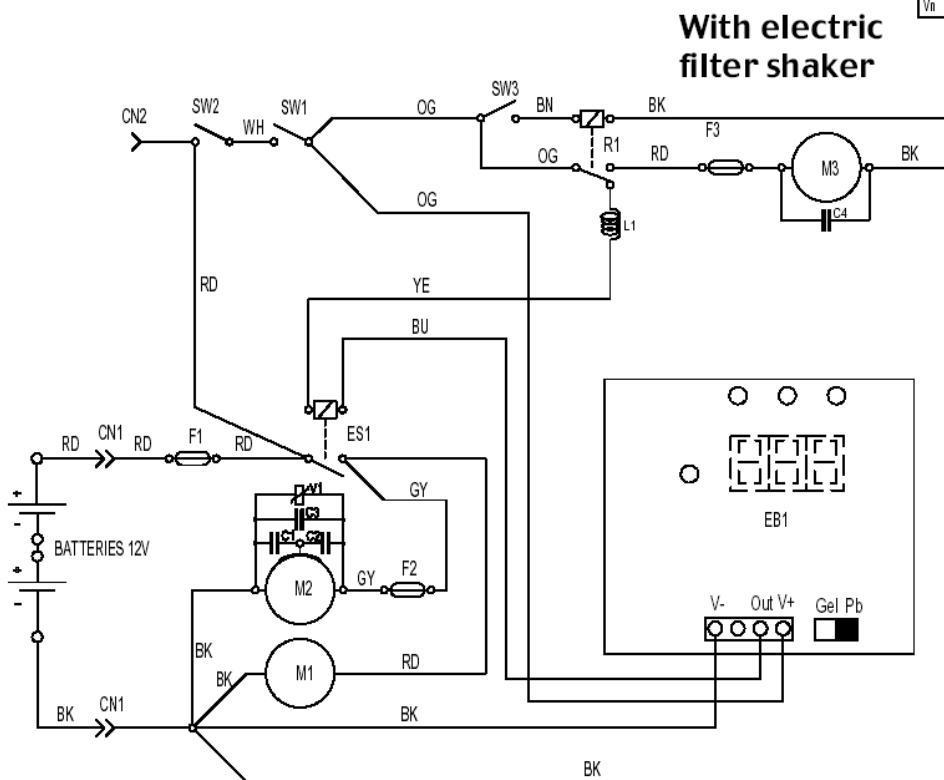 Vn
With electric
filter shaker
CN2
SW2
WH
SW1
OG
SW3
BN
BK
R1
F3
OG
RD
M3
BK
OG
C4
L1
RD
YE
BU
ES1
RD
CN1
RD
F1
RD
GY
V1
C3
C1
C2
+
-
BATTERIES 12V
+
-
M2
GY
F2
EB1
V-
Out
V+
Gel
Pb
BK
BK
M1
RD
BK
CN1
BK
BK